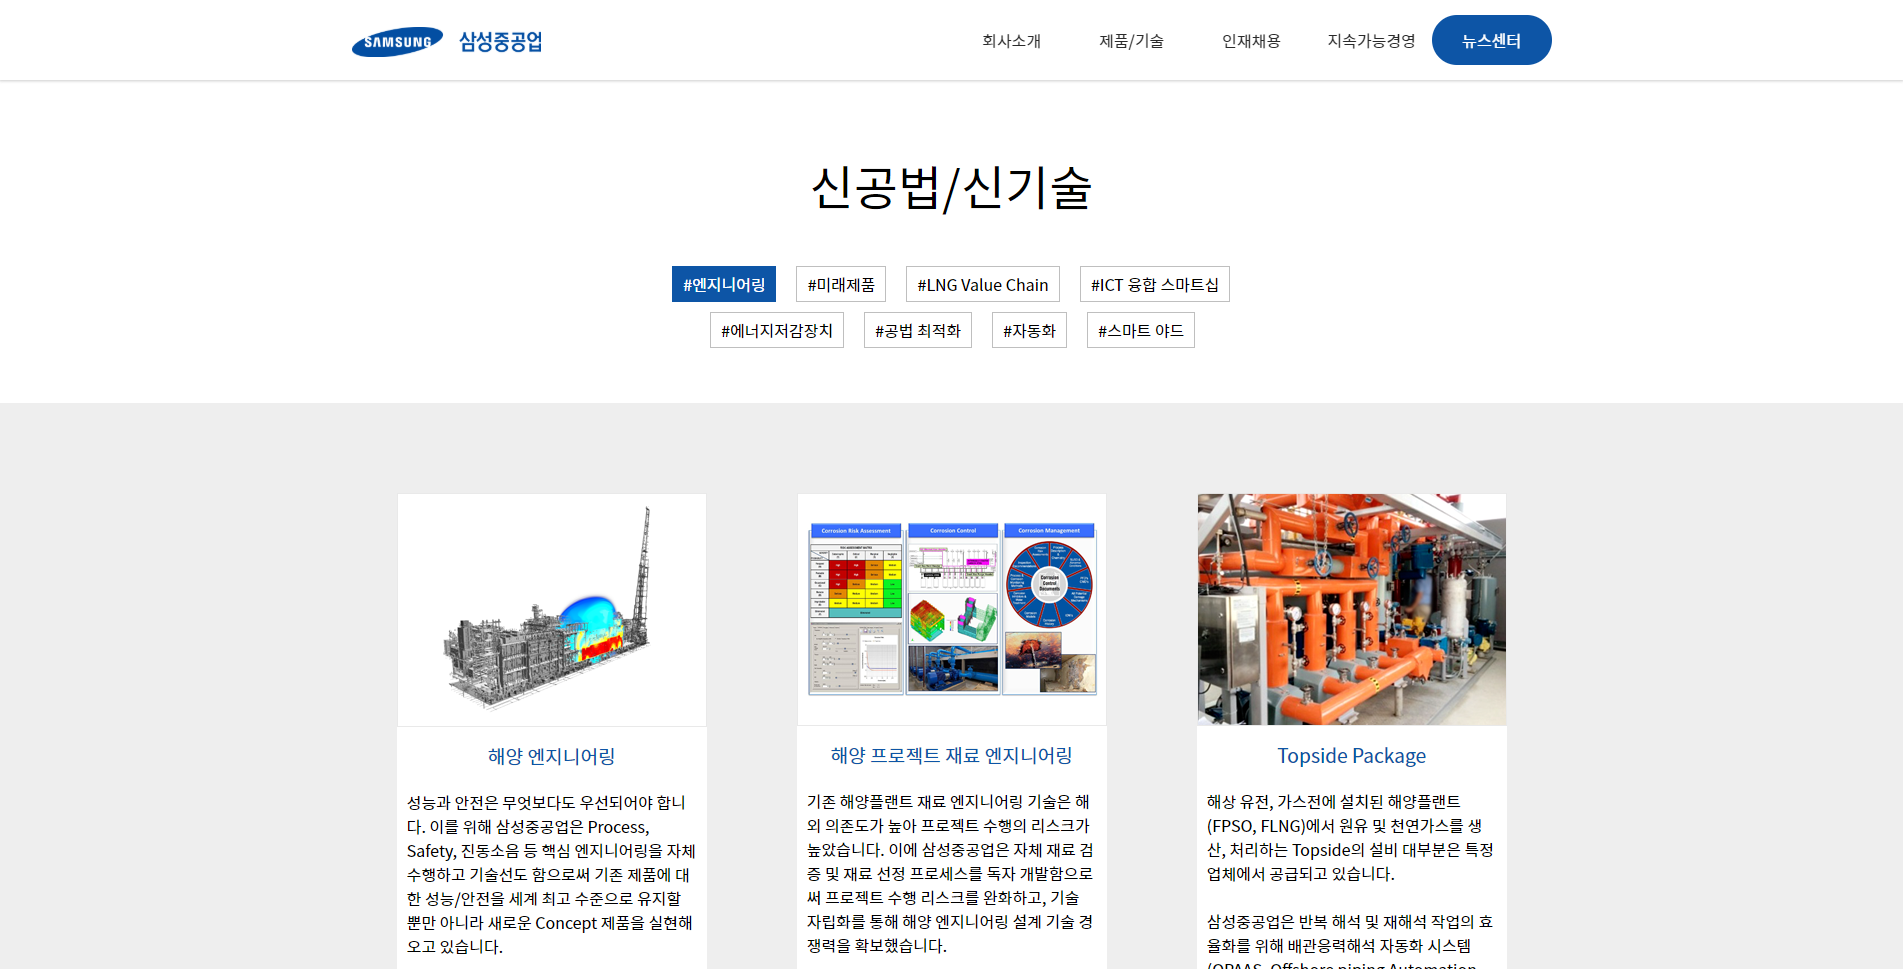 SAMSUNG 삼성중공업
회사소개 제품/기술 인재채용 지속가능경영 뉴스센터
신공법/신기술
#엔지니어링 #미래제품 #LNG Value Chain #ICT 융합 스마트십
#에너지저감장치 #공법 최적화 #자동화 #스마트 야드
Corrosion Risk Assessment Corrosion Control Corrosion Management
Corrosion
Control
Documents
해양 엔지니어링
성능과 안전은 무엇보다도 우선되어야 합니
다. 이를 위해 삼성중공업은 Process,
Safety, 진동소음 등 핵심 엔지니어링을 자체
수행하고 기술선도 함으로써 기존 제품에 대
한 성능/안전을 세계 최고 수준으로 유지할
뿐만 아니라 새로운 Concept 제품을 실현해
오고 있습니다.
해양 프로젝트 재료 엔지니어링
기존 해양플랜트 재료 엔지니어링 기술은 해
외 의존도가 높아 프로젝트 수행의 리스크가
높았습니다. 이에 삼성중공업은 자체 재료 검
증 및 재료 선정 프로세스를 독자 개발함으로
써 프로젝트 수행 리스크를 완화하고, 기술
자립화를 통해 해양 엔지니어링 설계 기술 경
쟁력을 확보했습니다.
Topside Package
해상 유전, 가스전에 설치된 해양플랜트
(FPSO, FLNG)에서 원유 및 천연가스를 생
산, 처리하는 Topside의 설비 대부분은 특정
업체에서 공급되고 있습니다.
삼성중공업은 반복 해석 및 재해석 작업의 효
율화를 위해 배관응력해석 자동화 시스템
(OPAAS, Offshore piping Automation